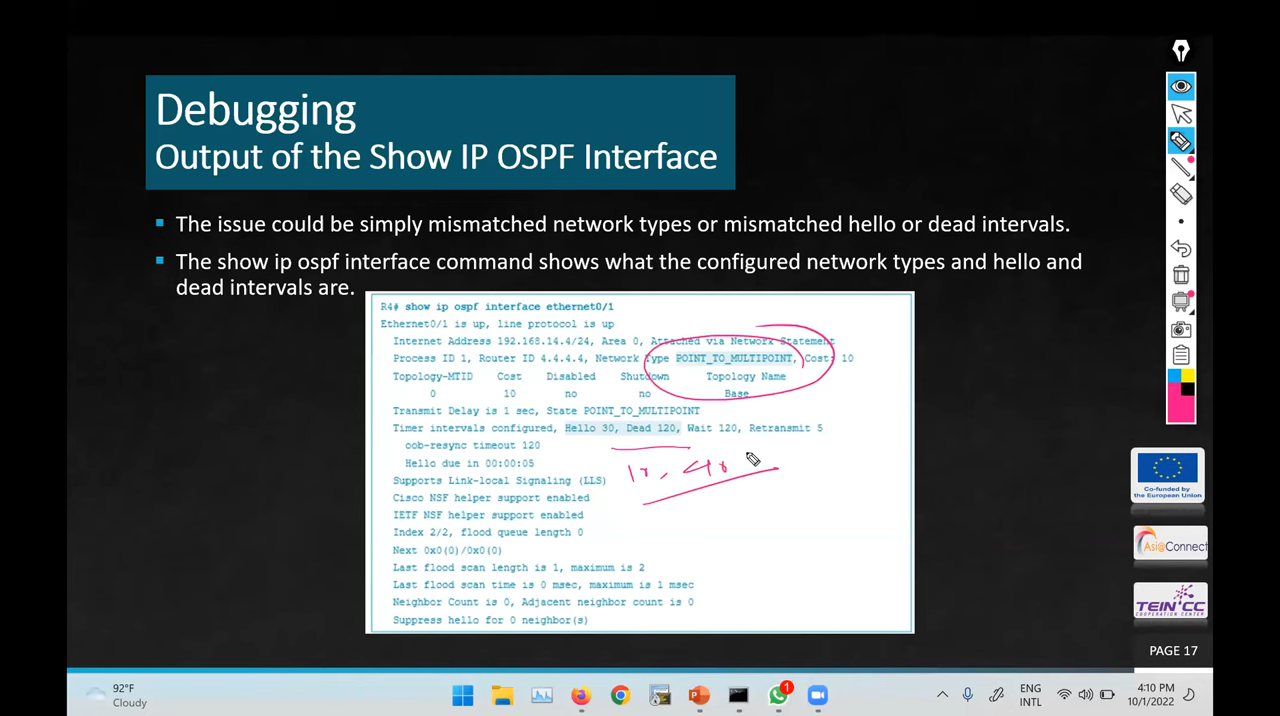 Debugging
Output of the Show IP OSPF Interface
▪ The issue could be simply mismatched network types or mismatched hello or dead intervals.
▪ The show ip ospf interface command shows what the configured network types and hello and
dead intervals are.
R4# show ip ospf interface ethernet0/1
Ethernet0/1 is up, line protocol is up
Internet Address 192.168.14.4/24, Area 0, Attached via Network Statement
Process ID 1, Router ID 4.4.4.4, Network Type POINT_TO_MULTIPOINT, Cost: 10
Topology-MTID Cost Disabled Shutdown Topology Name
0 10 no no Base
Transmit Delay is 1 sec, State POINT_TO_MULTIPOINT
Timer intervals configured, Hello 30, Dead 120, Wait 120, Retransmit 5
oob-resync timeout 120
Hello due in 00:00:05
Supports Link-local Signaling (LLS)
Cisco NSF helper support enabled
IETF NSF helper support enabled
Index 2/2, flood queue length 0
Next 0x0(0)/0x0(0)
Last flood scan length is 1, maximum is 2
Last flood scan time is 0 msec, maximum is 1 msec
Neighbor Count is 0, Adjacent neighbor count is 0
Suppress hello for 0 neighbor(s)
Co-funded by
the European Union
Asi@Connect
TEIN*CC
COOPERATION CENTER
PAGE 17
92°F
Cloudy
1
ENG
INTL
4:10 PM
10/1/2022